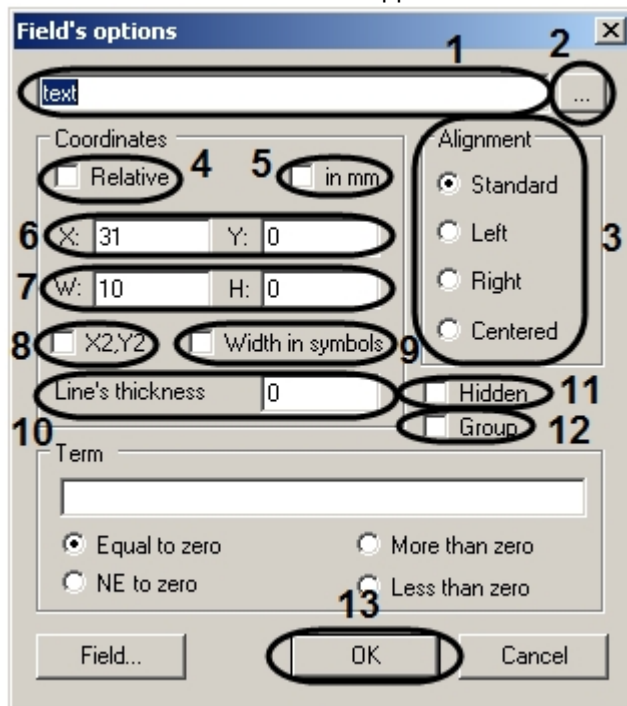 Field's options
1 2
text ...
Coordinates Alignment
Relative 4 5 in mm Standard
6 X: 31 Y: 0 Left 3
7 W: 10 H: 0 Right
8 X2,Y2 Width in symbols 9 Centered
Line's thickness 0 Hidden 11
10 Group 12
Term
Equal to zero More than zero
NE to zero Less than zero
13
Field... OK Cancel